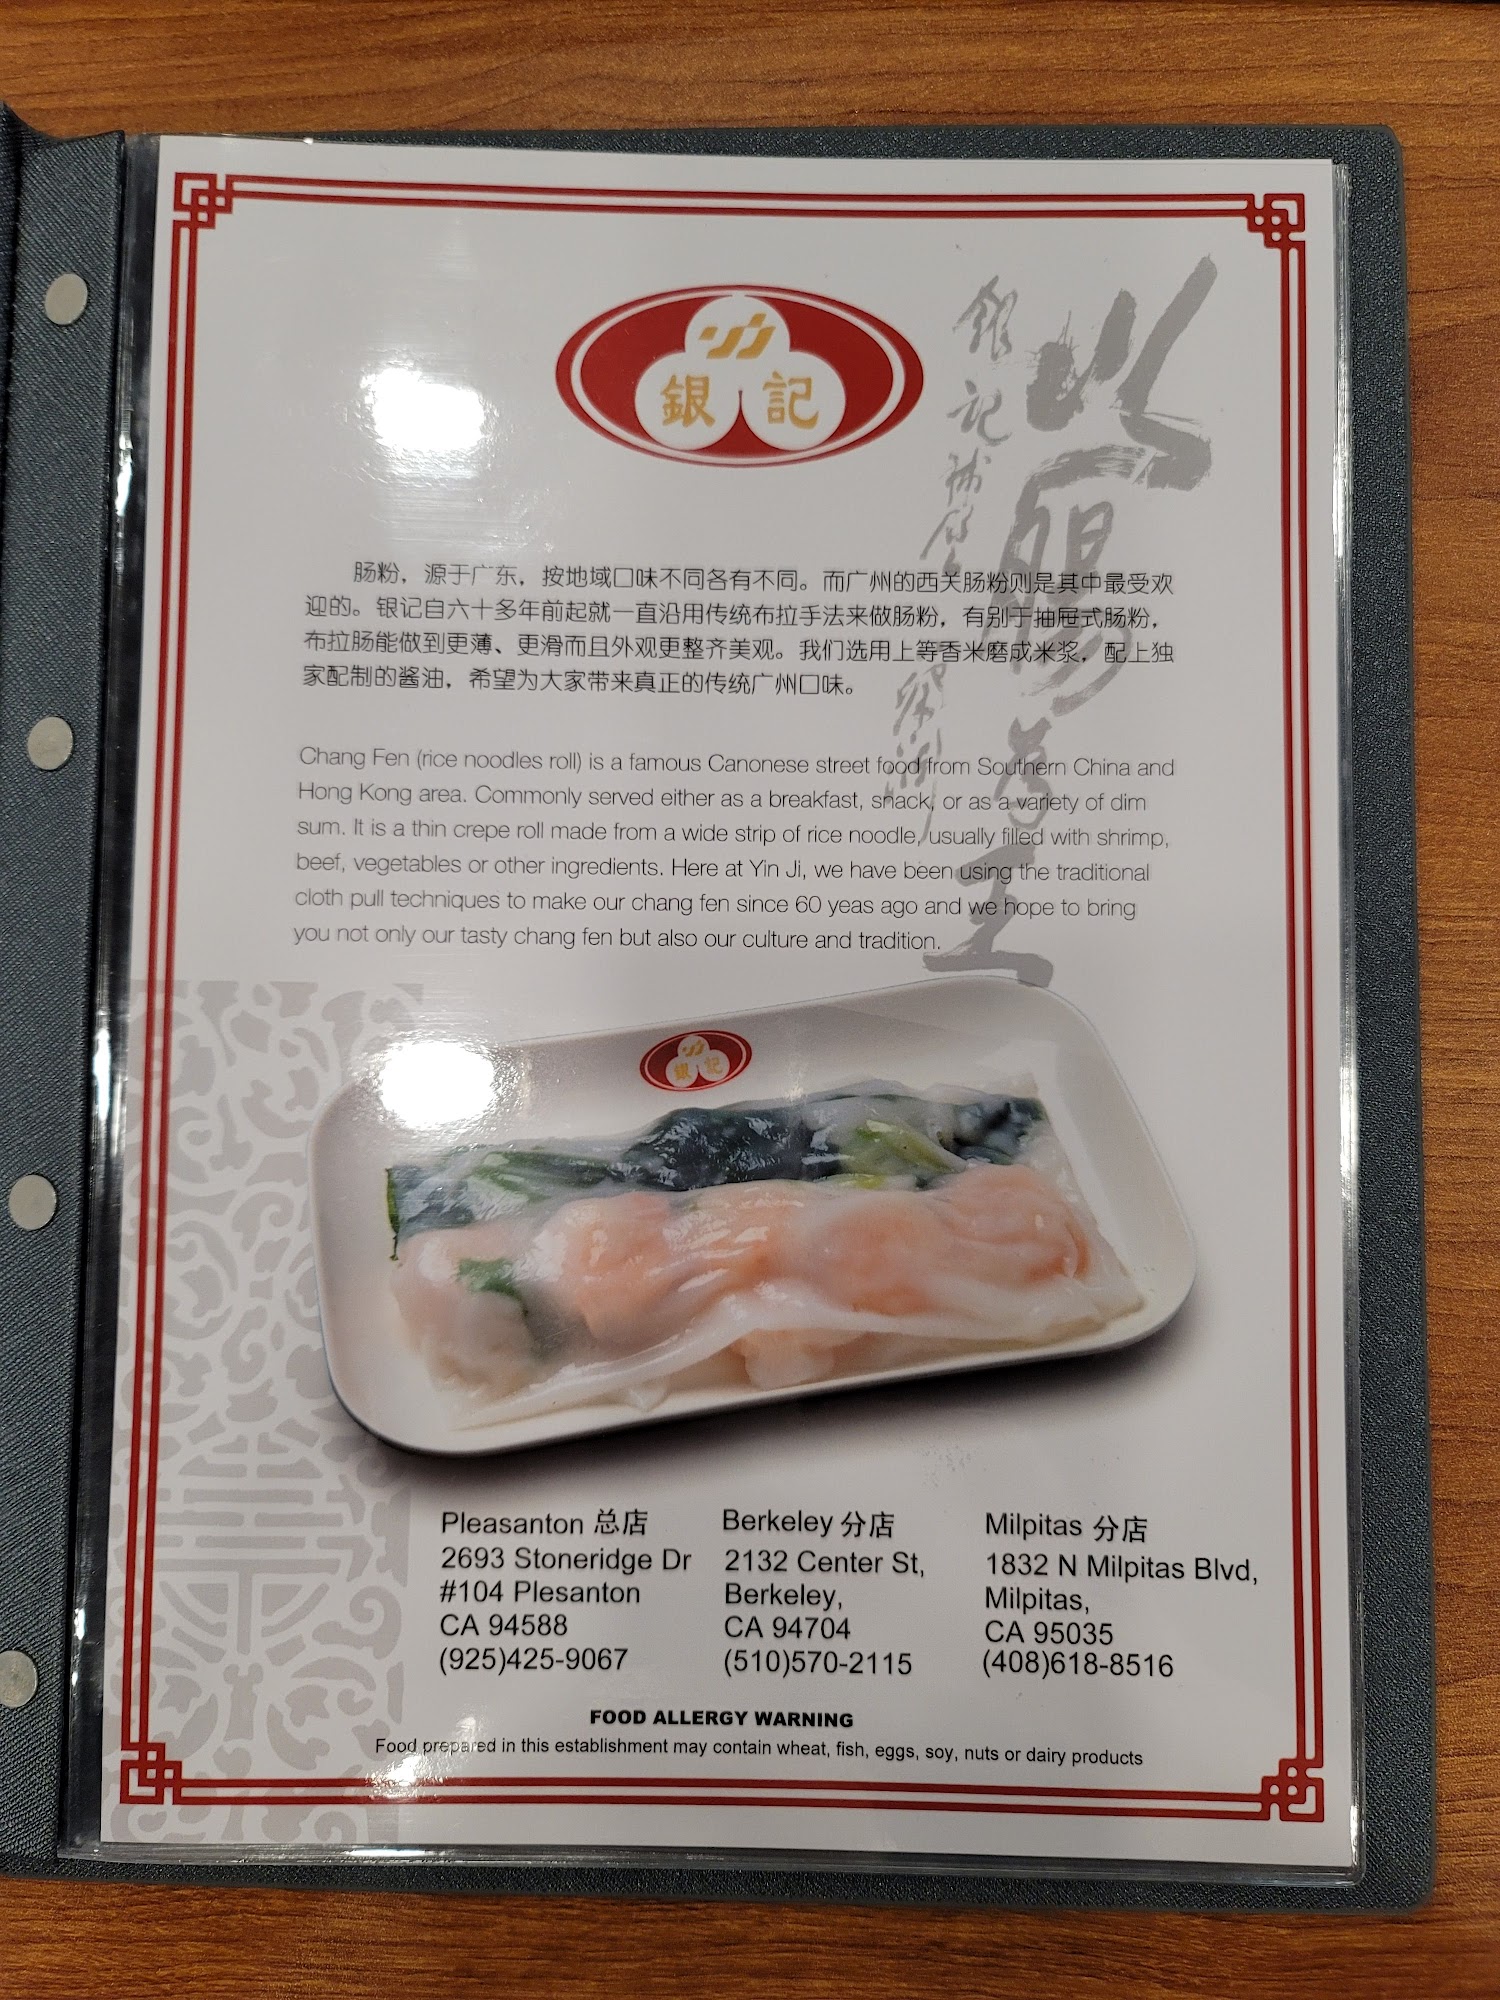 銀 記
以腸為王
銀記
肠粉，源于广东，按地域口味不同各有不同。而广州的西关肠粉则是其中最受欢
迎的。银记自六十多年前起就一直沿用传统布拉手法来做肠粉，有别于抽屉式肠粉，
布拉肠能做到更薄、更滑而且外观更整齐美观。我们选用上等香米磨成米浆，配上独
家配制的酱油，希望为大家带来真正的传统广州口味。
Chang Fen (rice noodles roll) is a famous Canonese street food from Southern China and
Hong Kong area. Commonly served either as a breakfast, snack, or as a variety of dim
sum. It is a thin crepe roll made from a wide strip of rice noodle, usually filled with shrimp,
beef, vegetables or other ingredients. Here at Yin Ji, we have been using the traditional
cloth pull techniques to make our chang fen since 60 yeas ago and we hope to bring
you not only our tasty chang fen but also our culture and tradition.
銀 記
Pleasanton 总店
2693 Stoneridge Dr
#104 Plesanton
CA 94588
(925)425-9067
Berkeley 分店
2132 Center St,
Berkeley,
CA 94704
(510)570-2115
Milpitas 分店
1832 N Milpitas Blvd,
Milpitas,
CA 95035
(408)618-8516
FOOD ALLERGY WARNING
Food prepared in this establishment may contain wheat, fish, eggs, soy, nuts or dairy products